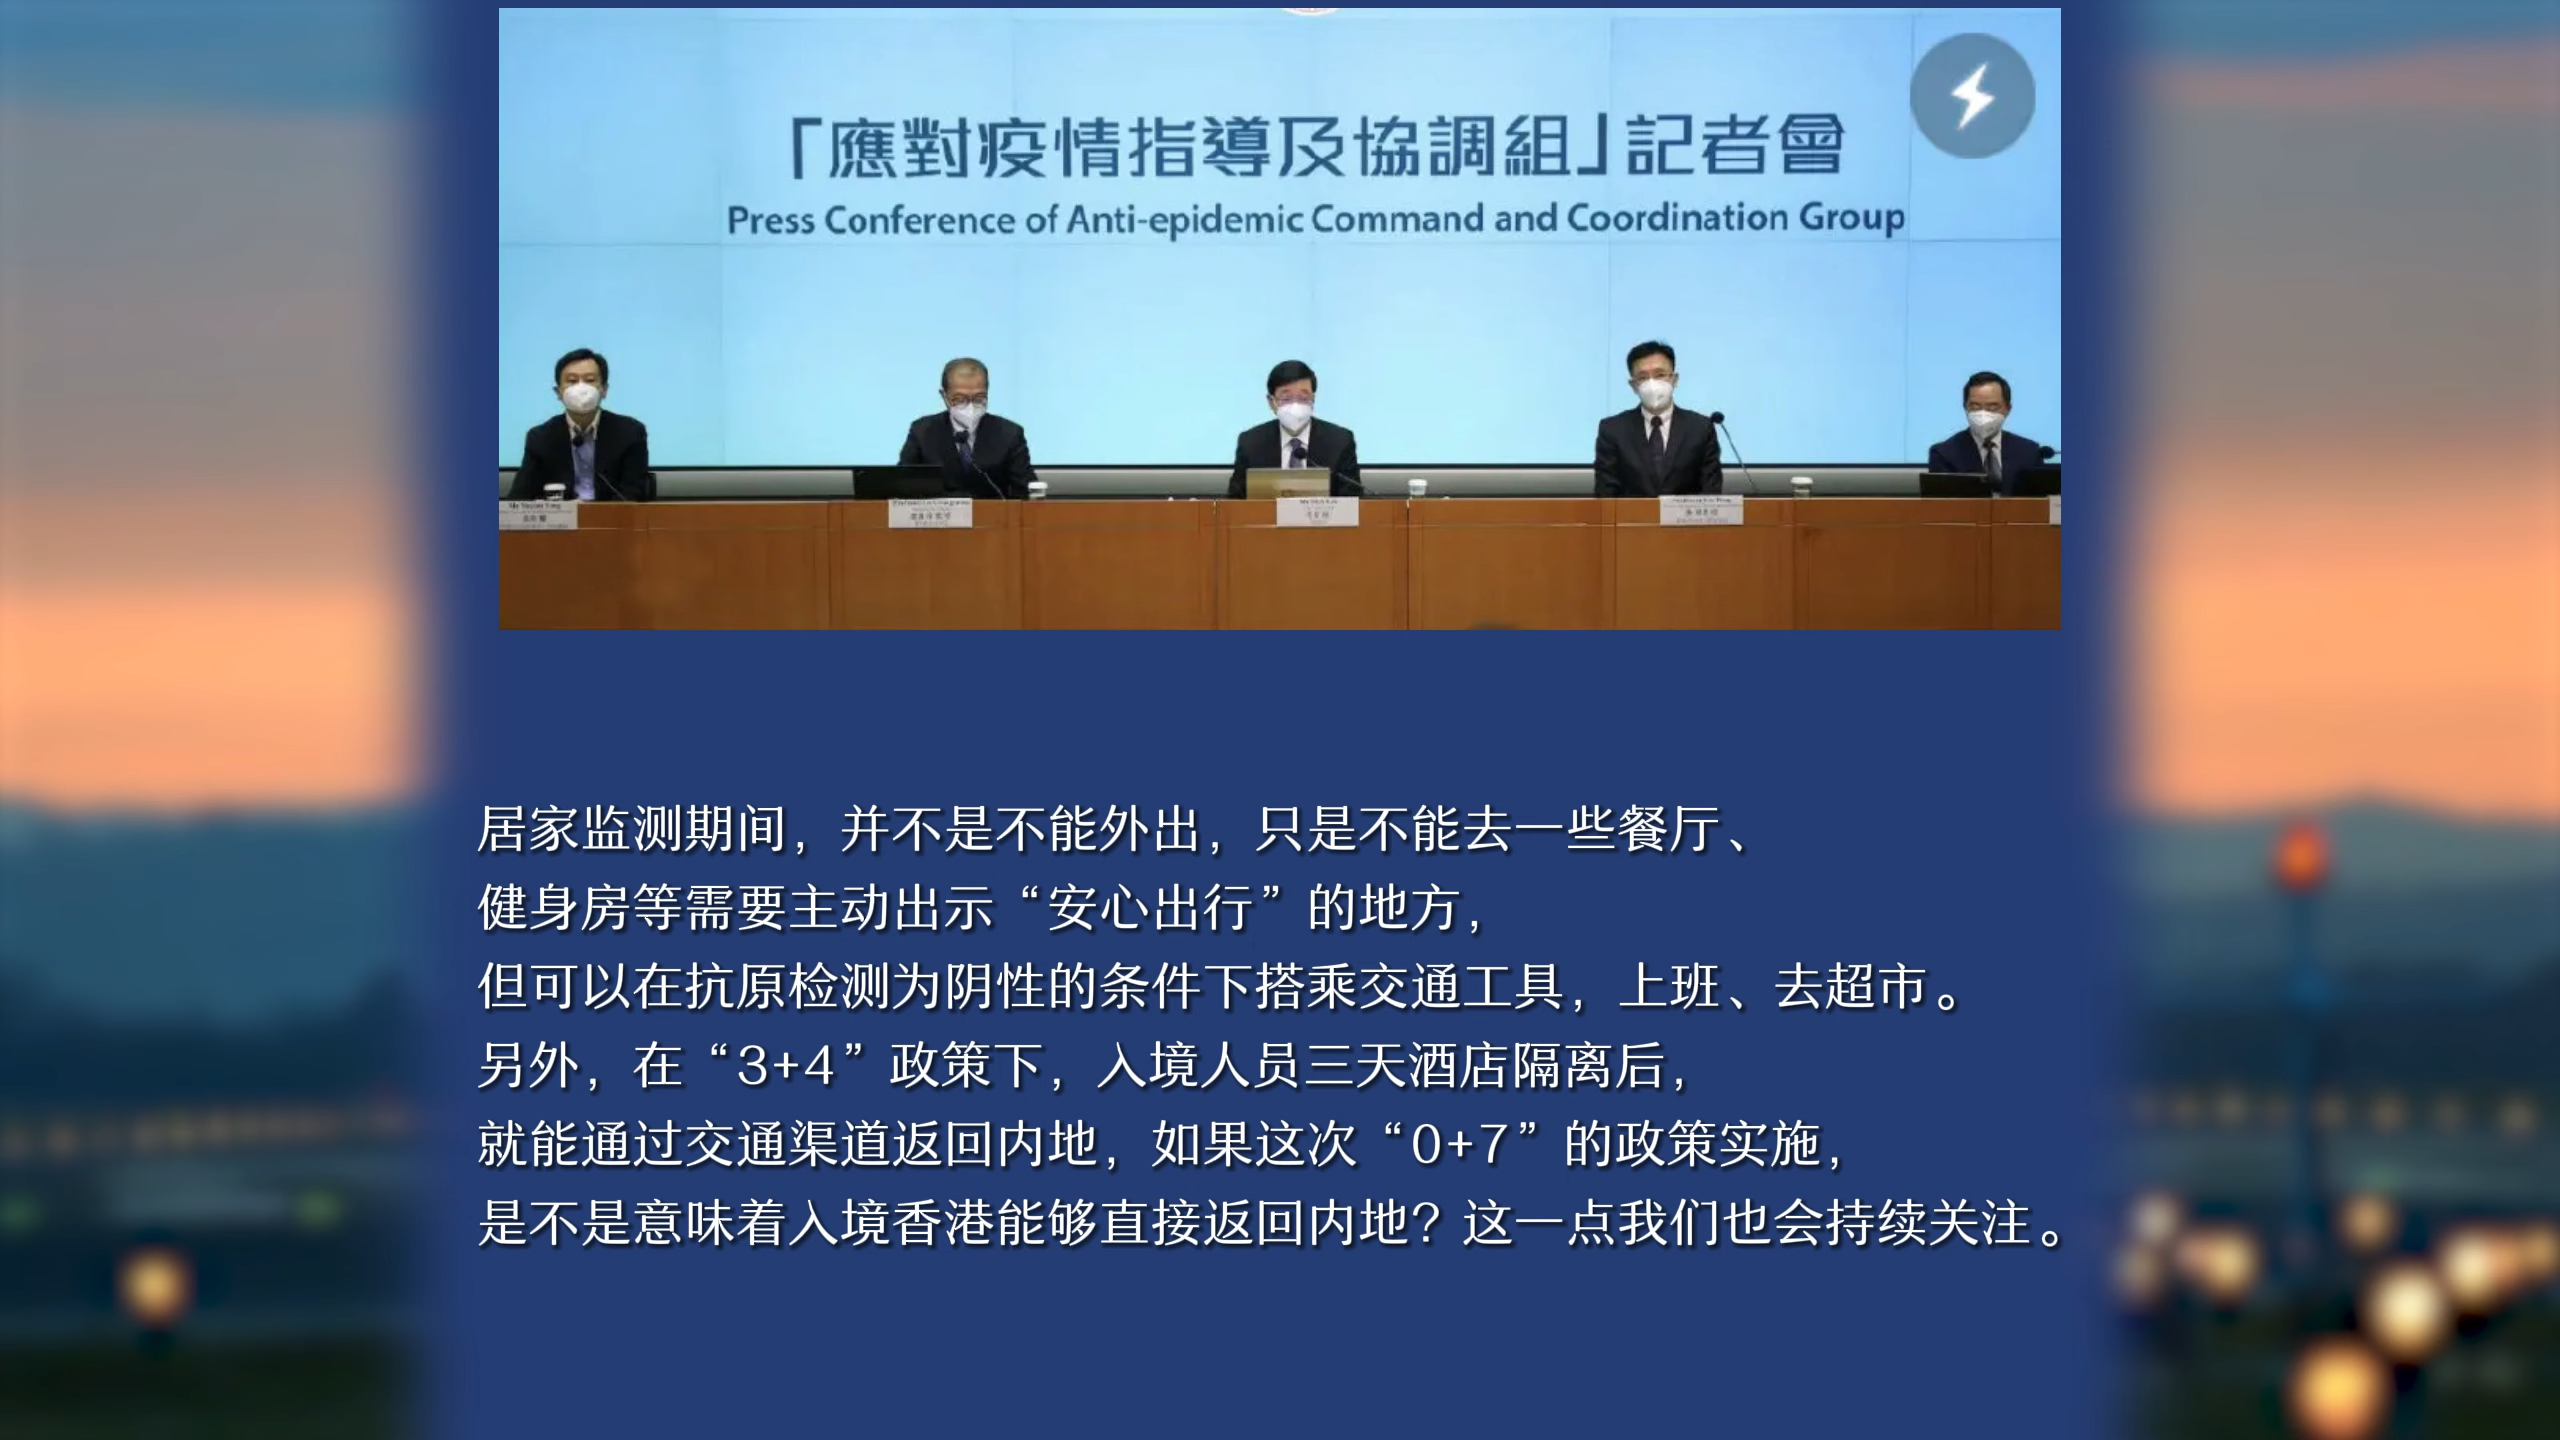 「應對疫情指導及協調組」記者會
Press Conference of Anti-epidemic Command and Coordination Group
居家监测期间，并不是不能外出，只是不能去一些餐厅、
健身房等需要主动出示“安心出行”的地方，
但可以在抗原检测为阴性的条件下搭乘交通工具，上班、去超市。
另外，在“3+4”政策下，入境人员三天酒店隔离后，
就能通过交通渠道返回内地，如果这次“0+7”的政策实施，
是不是意味着入境香港能够直接返回内地？这一点我们也会持续关注。